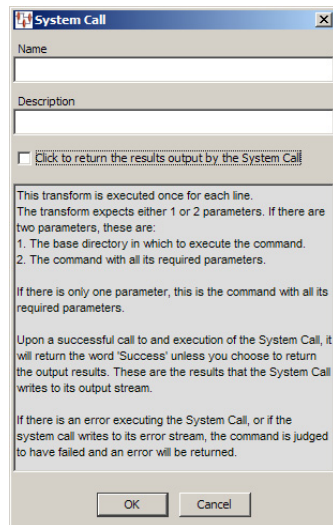 System Call
Name
Description
Click to return the results output by the System Call
This transform is executed once for each line.
The transform expects either 1 or 2 parameters. If there are
two parameters, these are:
1. The base directory in which to execute the command.
2. The command with all its required parameters.
If there is only one parameter, this is the command with all its
required parameters.
Upon a successful call to and execution of the System Call, it
will return the word 'Success' unless you choose to return
the output results. These are the results that the System Call
writes to its output stream.
If there is an error executing the System Call, or if the
system call writes to its error stream, the command is judged
to have failed and an error will be returned.
OK
Cancel